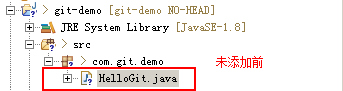 > git-demo [git-demo NO-HEAD]
JRE System Library [JavaSE-1.8]
> src
> com.git.demo
未添加前
HelloGit.java